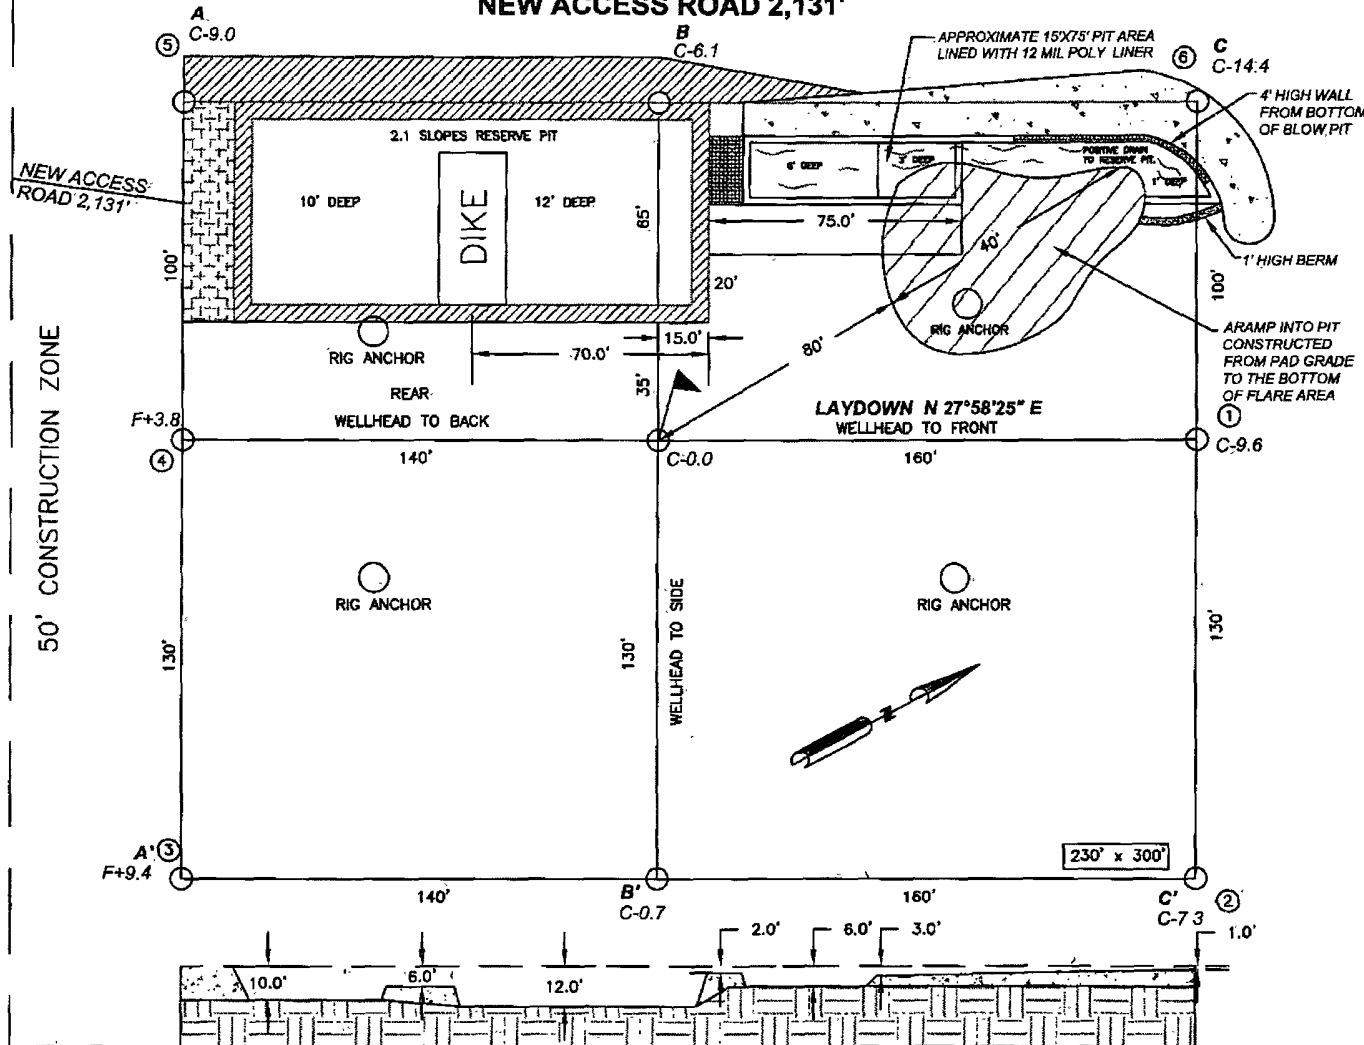 NEW ACCESS ROAD 2,131'
A
C-9.0
5
B
C-6.1
APPROXIMATE 15'X75' PIT AREA
LINED WITH 12 MIL POLY LINER
6
C
C-14.4
4' HIGH WALL
FROM BOTTOM
OF BLOW PIT
2.1 SLOPES RESERVE PIT
6' DEEP
3' DEEP
POSITIVE DRAIN
TO RESERVE PIT.
1' DEEP
NEW ACCESS
ROAD 2,131'
10' DEEP
DIKE
12' DEEP
65'
75.0'
40'
1' HIGH BERM
100'
20'
100'
RIG ANCHOR
RIG ANCHOR
70.0'
15.0'
80'
ARAMP INTO PIT
CONSTRUCTED
FROM PAD GRADE
TO THE BOTTOM
OF FLARE AREA
REAR
35'
WELLHEAD TO BACK
LAYDOWN N 27°58'25" E
WELLHEAD TO FRONT
F+3.8
4
140'
C-0.0
160'
1
C-9.6
50' CONSTRUCTION ZONE
RIG ANCHOR
RIG ANCHOR
130'
130'
WELLHEAD TO SIDE
130'
N
230' x 300'
A'
3
F+9.4
140'
B'
C-0.7
160'
C'
C-7 3
2
2.0'
6.0'
3.0'
1.0'
10.0'
6.0'
12.0'